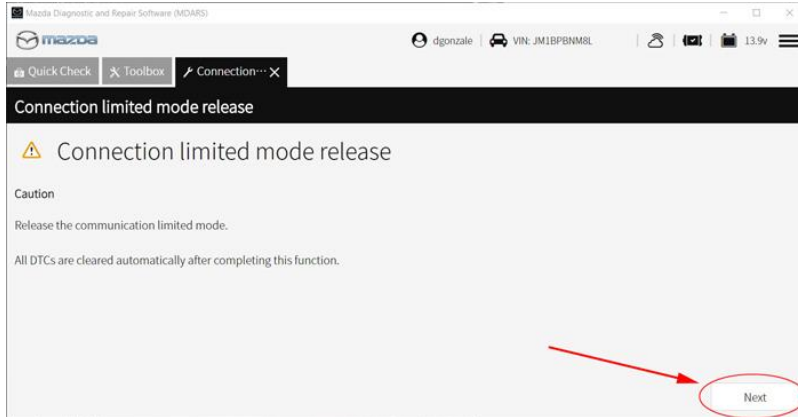 Mazda Diagnostic and Repair Software (MDARS)
mazda dgonzale VIN: JM1BPBNM8L 13.9v
Quick Check Toolbox Connection···
Connection limited mode release
Connection limited mode release
Caution
Release the communication limited mode.
All DTCs are cleared automatically after completing this function.
Next